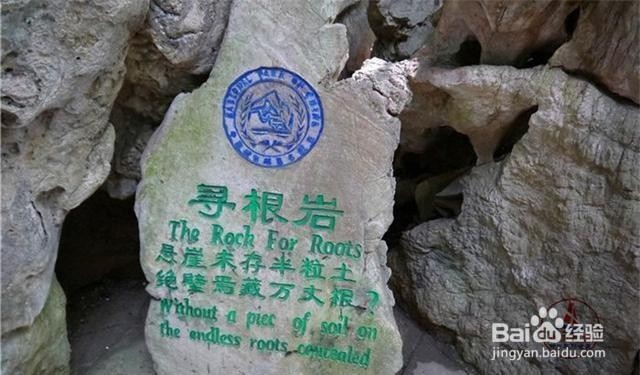 寻根岩
The Rock For Roots
悬崖未存半粒土
绝壁焉藏万丈根？
Without a piec of soil on
the endless roots concealed
Baidu经验
jingyan.baidu.com